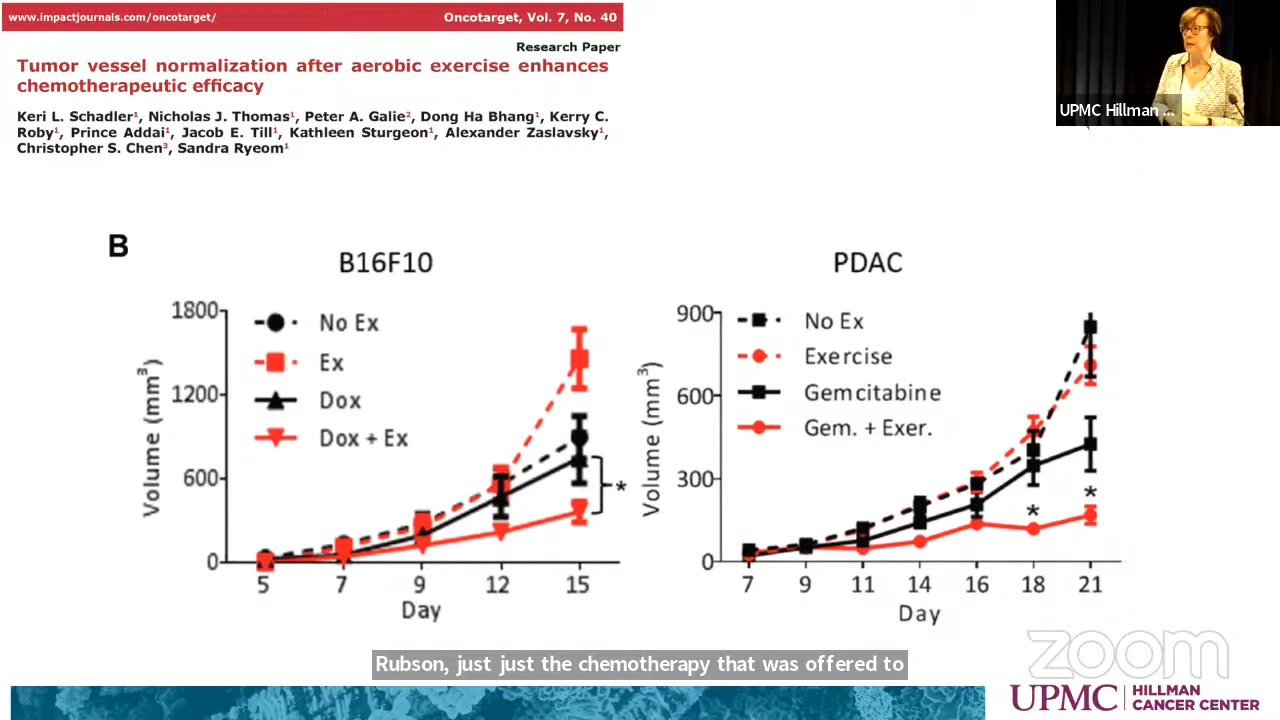 www.impactjournals.com/oncotarget/
Oncotarget, Vol. 7, No. 40
Research Paper
Tumor vessel normalization after aerobic exercise enhances
chemotherapeutic efficacy
Keri L. Schadler1, Nicholas J. Thomas1, Peter A. Galie2, Dong Ha Bhang1, Kerry C.
Roby1, Prince Addai1, Jacob E. Till1, Kathleen Sturgeon1, Alexander Zaslavsky1,
Christopher S. Chen3, Sandra Ryeom1
UPMC Hillman ...
B
B16F10
1800
1200
600
0
Volume (mm3)
No Ex
Ex
Dox
Dox + Ex
*
5 7 9 12 15
Day
PDAC
900
600
300
0
Volume (mm3)
No Ex
Exercise
Gemcitabine
Gem. + Exer.
*
*
7 9 11 14 16 18 21
Day
Rubson, just just the chemotherapy that was offered to
zoom
UPMC HILLMAN
CANCER CENTER